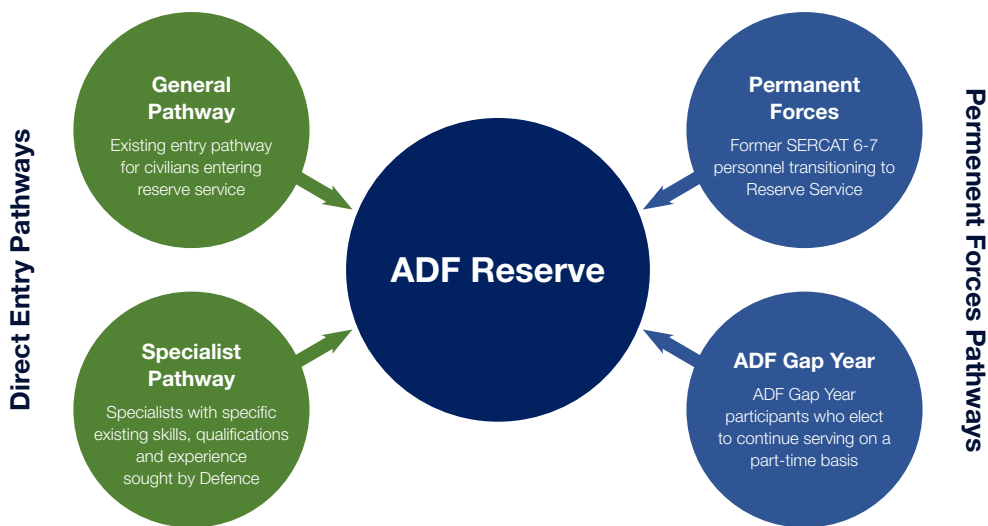 Direct Entry Pathways
General
Pathway
Existing entry pathway
for civilians entering
reserve service
Specialist
Pathway
Specialists with specific
existing skills, qualifications
and experience
sought by Defence
ADF Reserve
Permanent
Forces
Former SERCAT 6-7
personnel transitioning to
Reserve Service
ADF Gap Year
ADF Gap Year
participants who elect
to continue serving on a
part-time basis
Permenent Forces Pathways